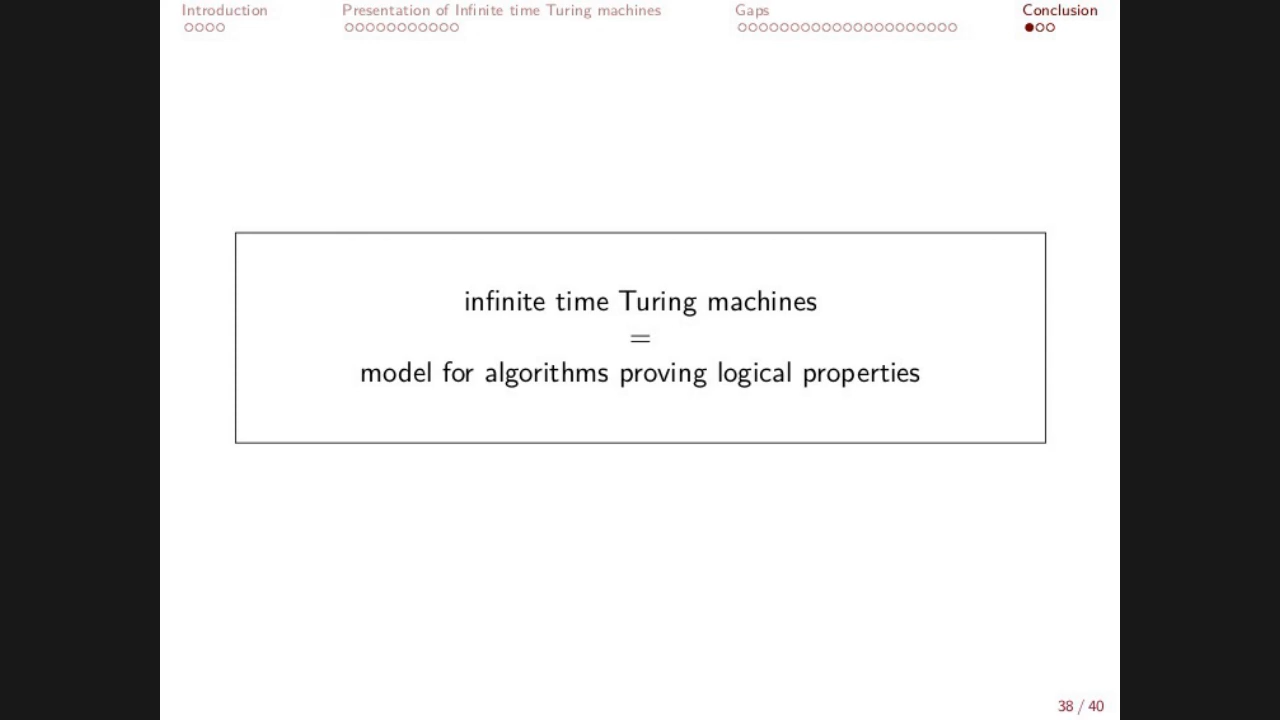 Introduction
Presentation of Infinite time Turing machines
Gaps
Conclusion
infinite time Turing machines
=
model for algorithms proving logical properties
38 / 40